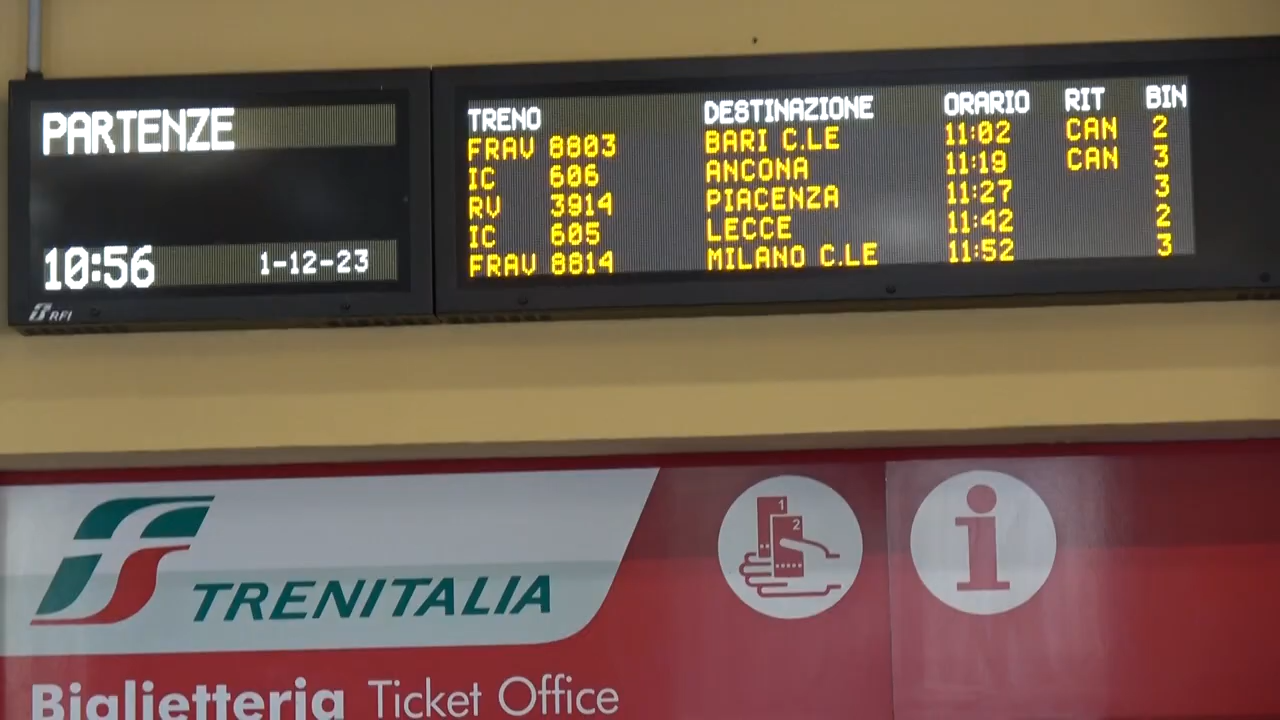 PARTENZE
10:56 1-12-23
RFI
TRENO DESTINAZIONE ORARIO RIT BIN
FRAV 8803 BARI C.LE 11:02 CAN 2
IC 606 ANCONA 11:19 CAN 3
RV 3914 PIACENZA 11:27 3
IC 605 LECCE 11:42 2
FRAV 8814 MILANO C.LE 11:52 3
TRENITALIA
1
2
i
Biglietteria Ticket Office